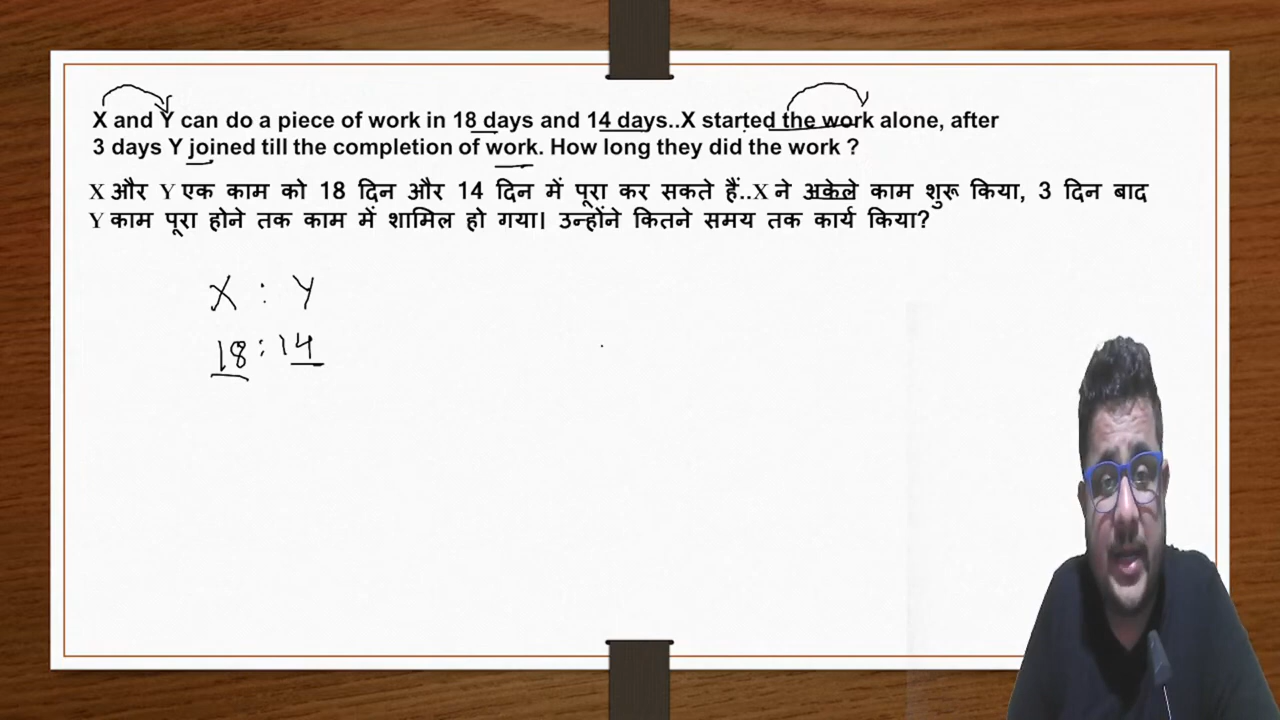 X and Y can do a piece of work in 18 days and 14 days..X started the work alone, after
3 days Y joined till the completion of work. How long they did the work ?
X और Y एक काम को 18 दिन और 14 दिन में पूरा कर सकते हैं..X ने अकेले काम शुरू किया, 3 दिन बाद
Y काम पूरा होने तक काम में शामिल हो गया। उन्होंने कितने समय तक कार्य किया?
X : Y
18 : 14